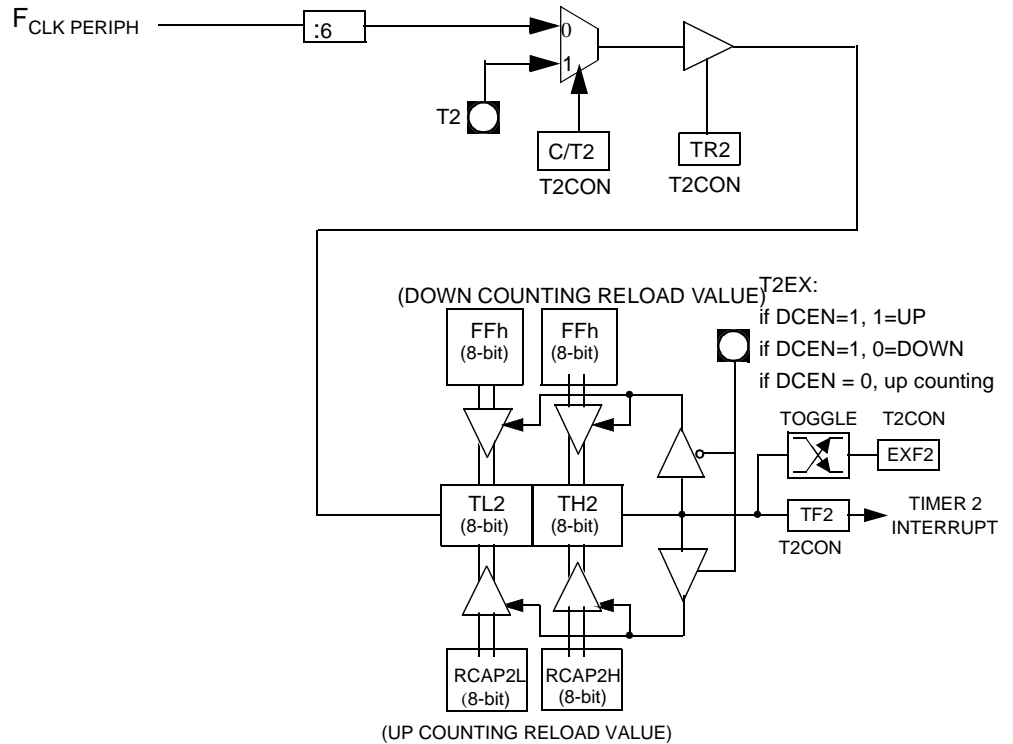 FCLK PERIPH
:6
0
1
T2
C/T2
TR2
T2CON
T2CON
T2EX:
(DOWN COUNTING RELOAD VALUE)
if DCEN=1, 1=UP
FFh
(8-bit)
FFh
(8-bit)
if DCEN=1, 0=DOWN
if DCEN = 0, up counting
TOGGLE
T2CON
EXF2
TL2
(8-bit)
TH2
(8-bit)
TF2
TIMER 2
INTERRUPT
T2CON
RCAP2L
(8-bit)
RCAP2H
(8-bit)
(UP COUNTING RELOAD VALUE)